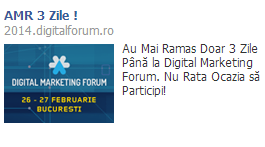 AMR 3 Zile !
2014.digitalforum.ro
DIGITAL MARKETING FORUM
26 - 27 FEBRUARIE
BUCURESTI
Au Mai Ramas Doar 3 Zile
Până la Digital Marketing
Forum. Nu Rata Ocazia să
Participi!